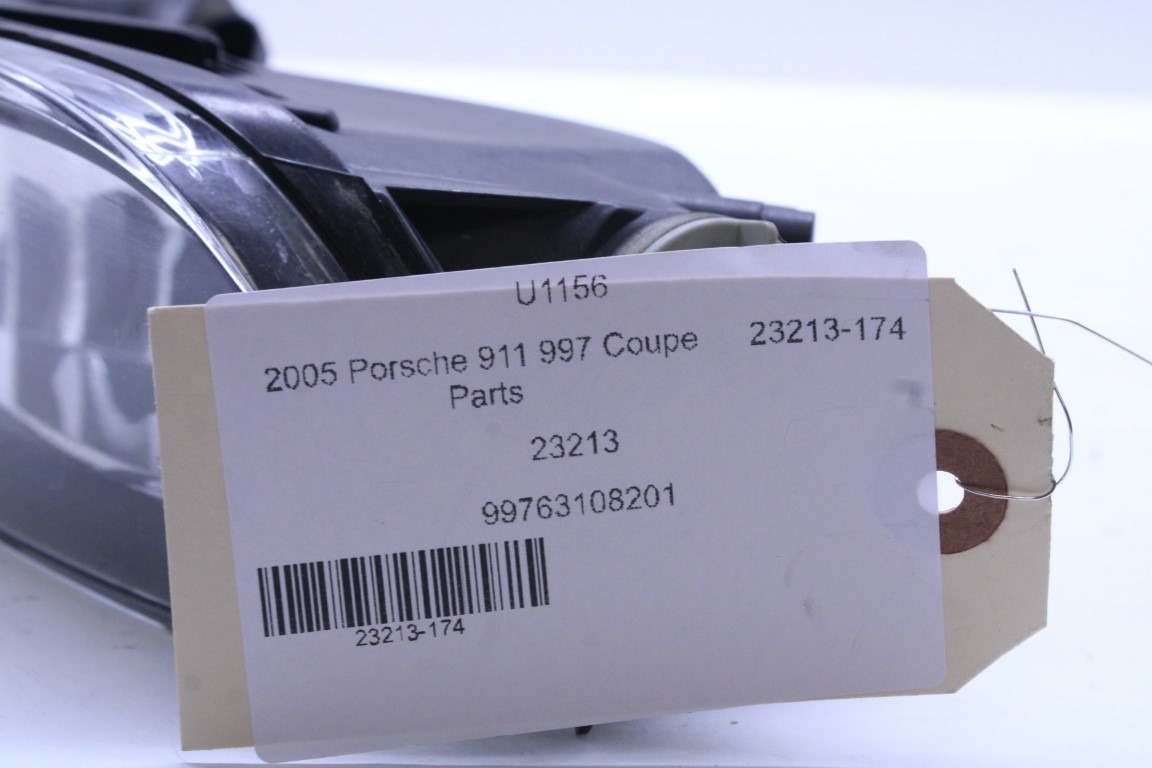 U1156
2005 Porsche 911 997 Coupe 23213-174
Parts
23213
99763108201
23213-174